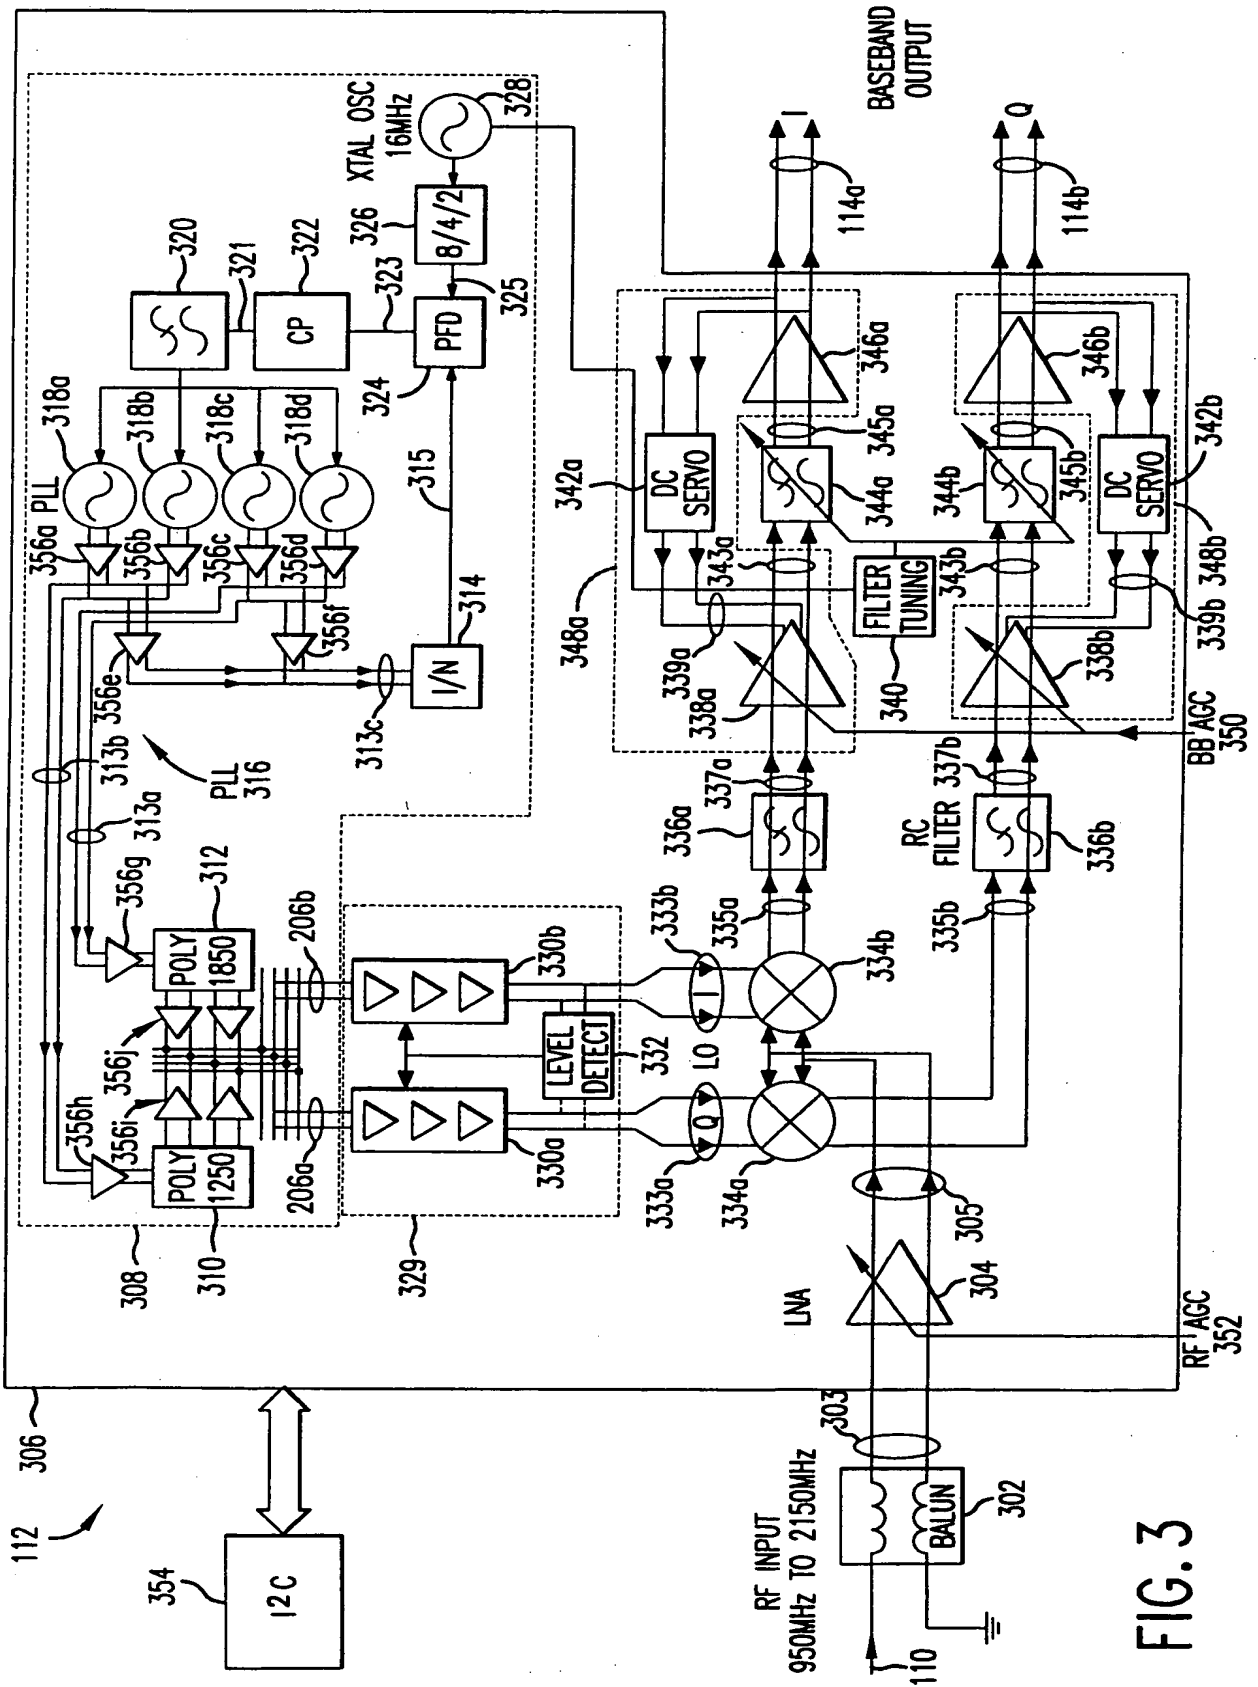 112
354
I²C
306
308
310
POLY
1250
356h
356i
356j
356g
POLY
1850
312
313a
313b
PLL
316
356e
356f
313c
I/N
314
315
356a
356b
356c
356d
PLL
318a
318b
318c
318d
320
321
CP
322
323
PFD
324
325
8/4/2
326
XTAL OSC
16MHz
328
206a
206b
329
330a
330b
LEVEL
DETECT
332
LO
333a
Q
333b
I
334a
334b
335a
335b
336a
RC
FILTER
336b
337a
337b
338a
338b
339a
339b
348a
348b
FILTER
TUNING
340
342a
DC
SERVO
DC
SERVO
342b
343a
343b
344a
344b
345a
345b
346a
346b
I
114a
Q
114b
BASEBAND
OUTPUT
BB AGC
350
RF AGC
352
LNA
304
305
303
BALUN
302
RF INPUT
950MHz TO 2150MHz
110
FIG. 3